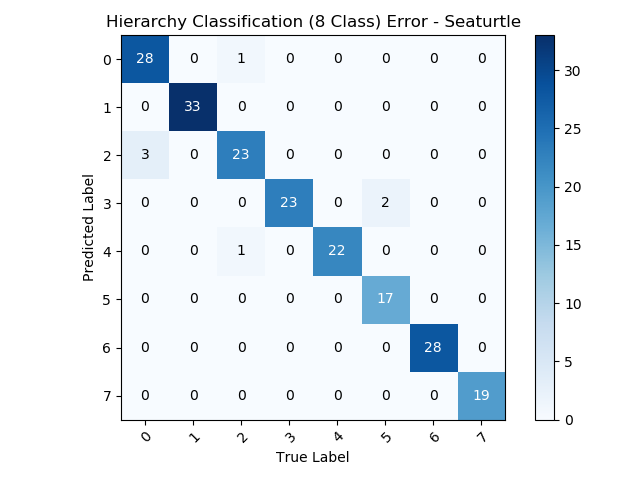 Hierarchy Classification (8 Class) Error - Seaturtle
0 28 0 1 0 0 0 0 0
1 0 33 0 0 0 0 0 0
2 3 0 23 0 0 0 0 0
3 0 0 0 23 0 2 0 0
4 0 0 1 0 22 0 0 0
5 0 0 0 0 0 17 0 0
6 0 0 0 0 0 0 28 0
7 0 0 0 0 0 0 0 19
0 1 2 3 4 5 6 7
True Label
Predicted Label
30
25
20
15
10
5
0